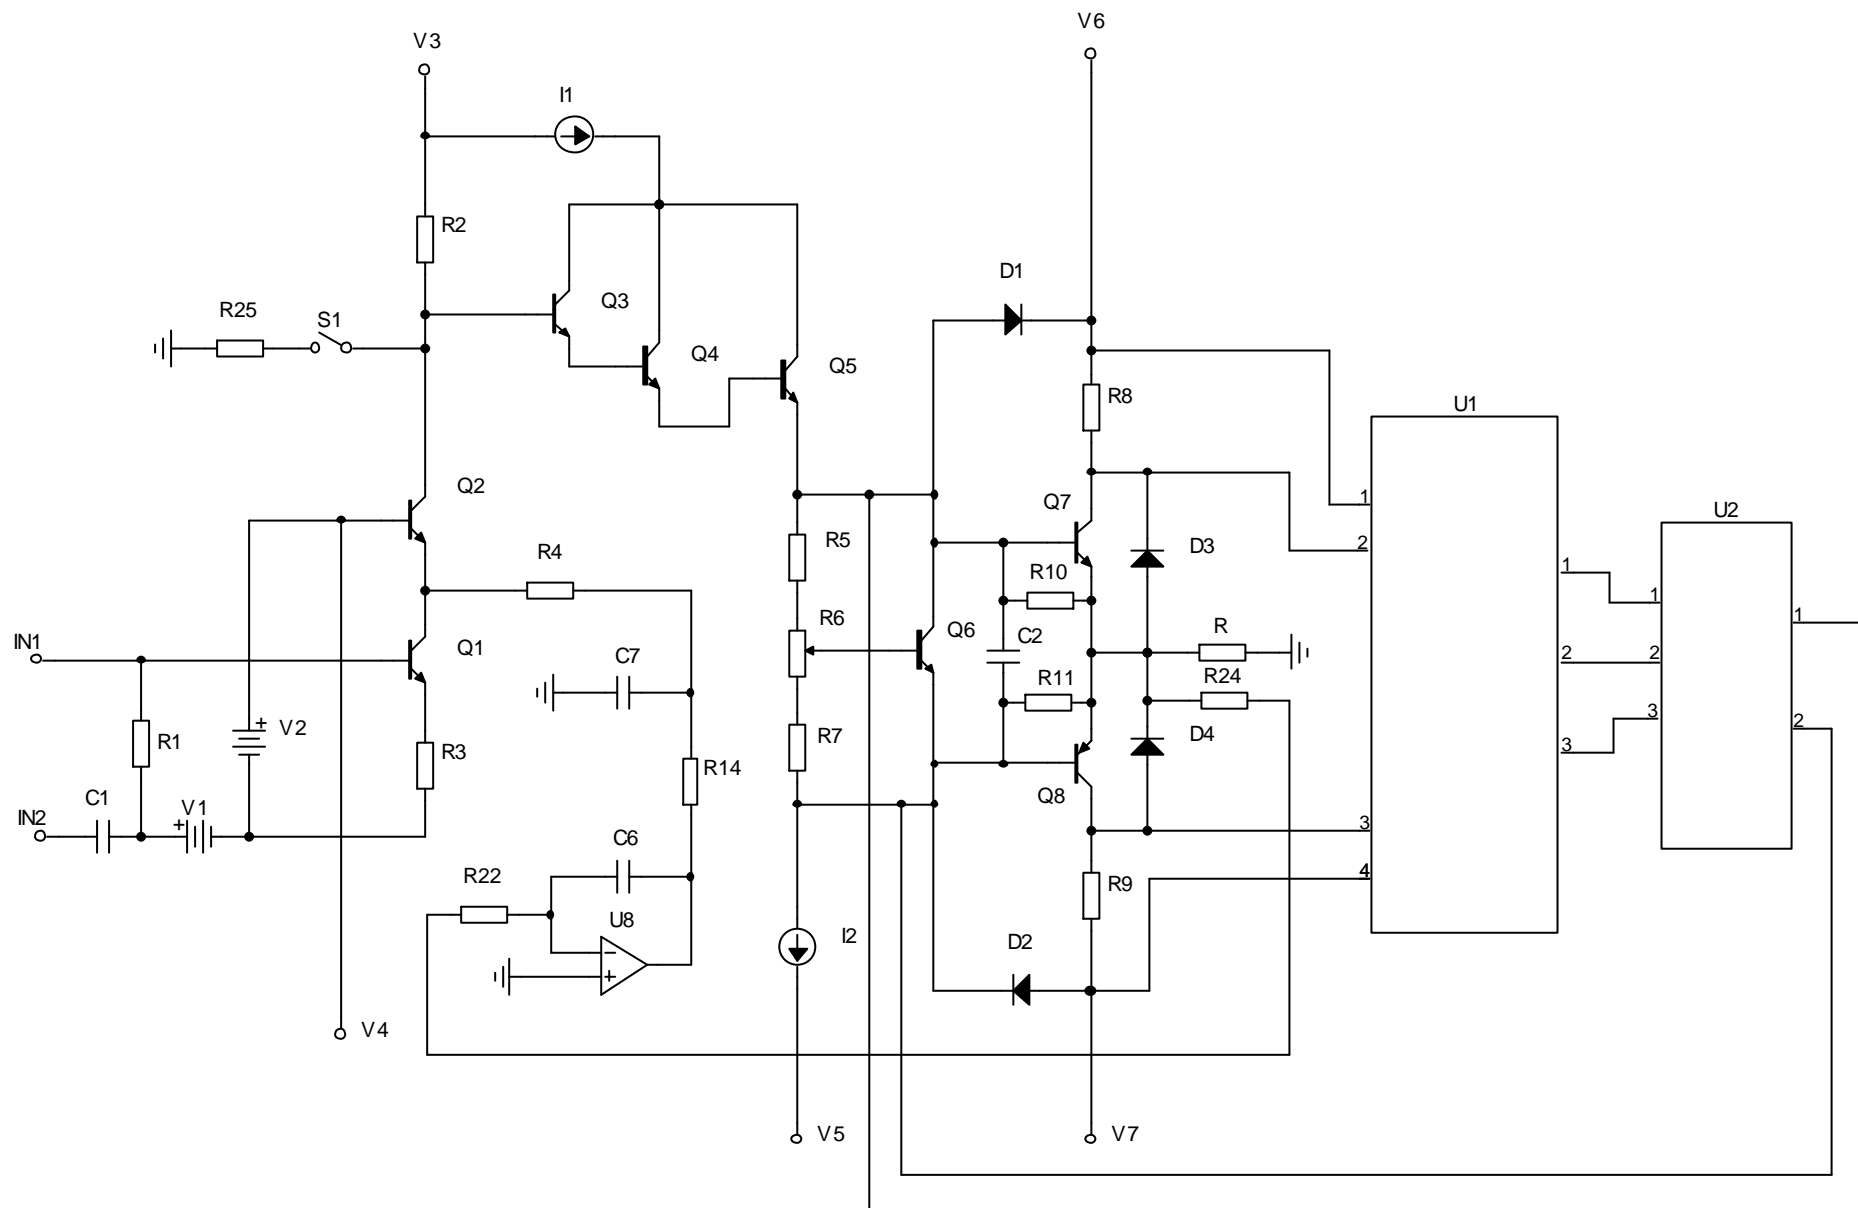 V6
V3
I1
R2
D1
Q3
R25
S1
Q4
Q5
R8
U1
Q2
Q7
1
U2
R4
R5
D3
2
R10
1
1
1
IN1
Q1
R6
Q6
C2
R
C7
R11
R24
2
2
R1
+
V2
R3
R7
D4
3
3
2
R14
Q8
C1
V1
IN2
+
3
C6
R22
R9
4
U8
I2
D2
-
+
V4
V5
V7